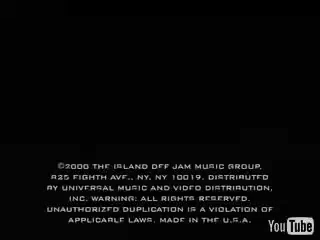 ©2000 THE ISLAND DEF JAM MUSIC GROUP,
825 EIGHTH AVE., NY, NY 10019. DISTRIBUTED
BY UNIVERSAL MUSIC AND VIDEO DISTRIBUTION,
INC. WARNING: ALL RIGHTS RESERVED.
UNAUTHORIZED DUPLICATION IS A VIOLATION OF
APPLICABLE LAWS. MADE IN THE U.S.A.
YouTube